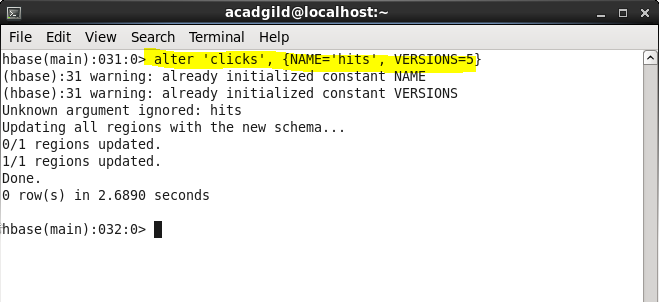 acadgild@localhost:~
File Edit View Search Terminal Help
hbase(main):031:0> alter 'clicks', {NAME='hits', VERSIONS=5}
(hbase):31 warning: already initialized constant NAME
(hbase):31 warning: already initialized constant VERSIONS
Unknown argument ignored: hits
Updating all regions with the new schema...
0/1 regions updated.
1/1 regions updated.
Done.
0 row(s) in 2.6890 seconds
hbase(main):032:0>